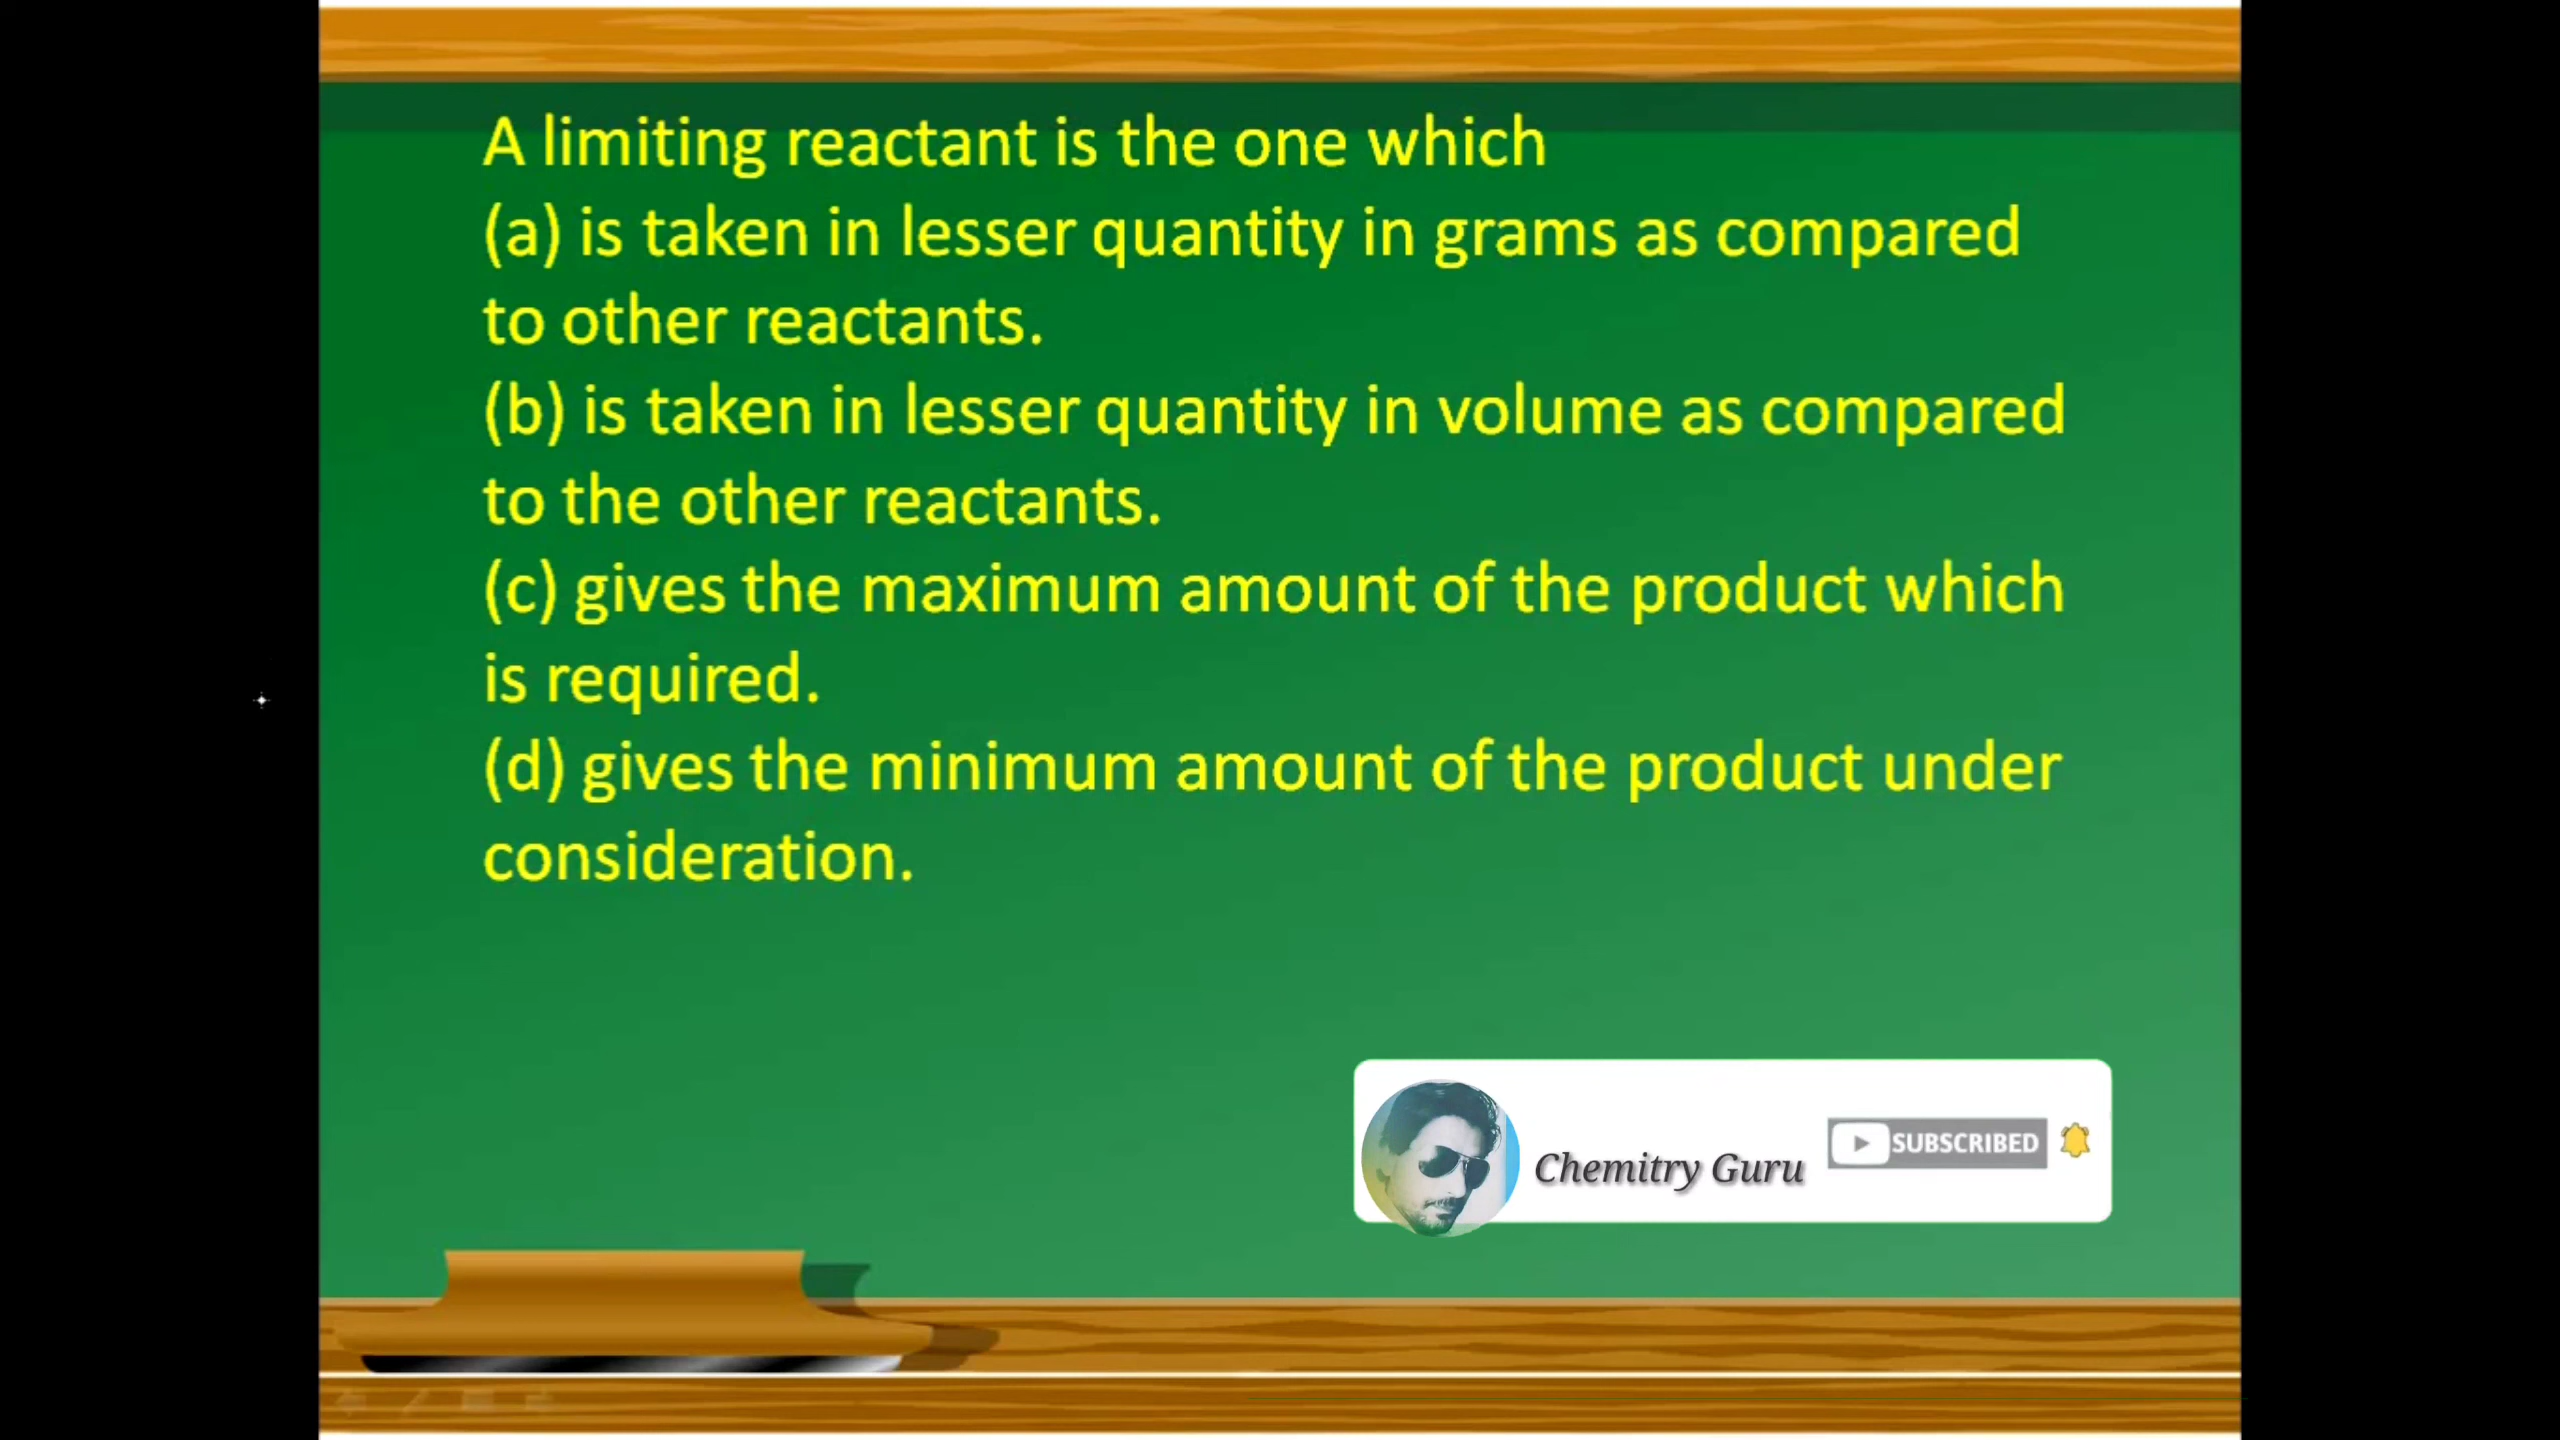 A limiting reactant is the one which
(a) is taken in lesser quantity in grams as compared
to other reactants.
(b) is taken in lesser quantity in volume as compared
to the other reactants.
(c) gives the maximum amount of the product which
is required.
(d) gives the minimum amount of the product under
consideration.
Chemitry Guru
SUBSCRIBED